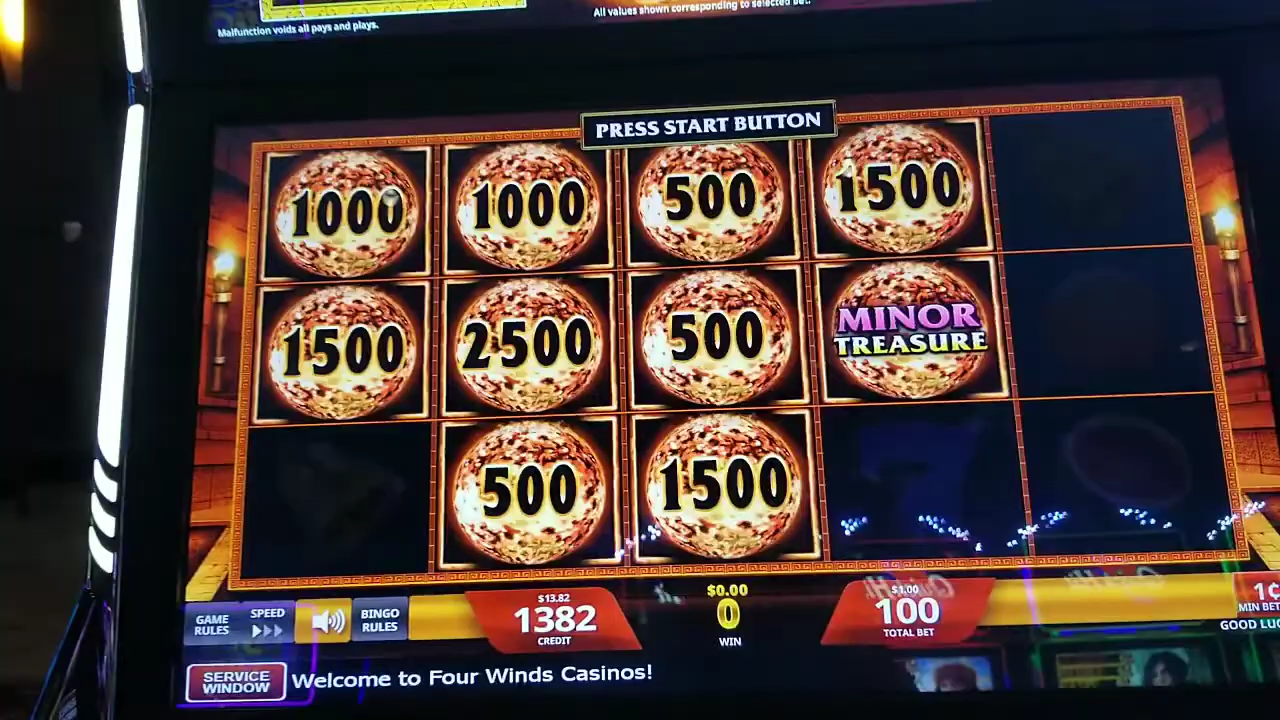 Malfunction voids all pays and plays.
All values shown corresponding to selected bet.
PRESS START BUTTON
1000
1000
500
1500
1500
2500
500
MINOR
TREASURE
500
1500
GAME
RULES
SPEED
BINGO
RULES
$13.82
1382
CREDIT
$0.00
0
WIN
$1.00
100
TOTAL BET
1¢
MIN BET
GOOD LUC
SERVICE
WINDOW
Welcome to Four Winds Casinos!